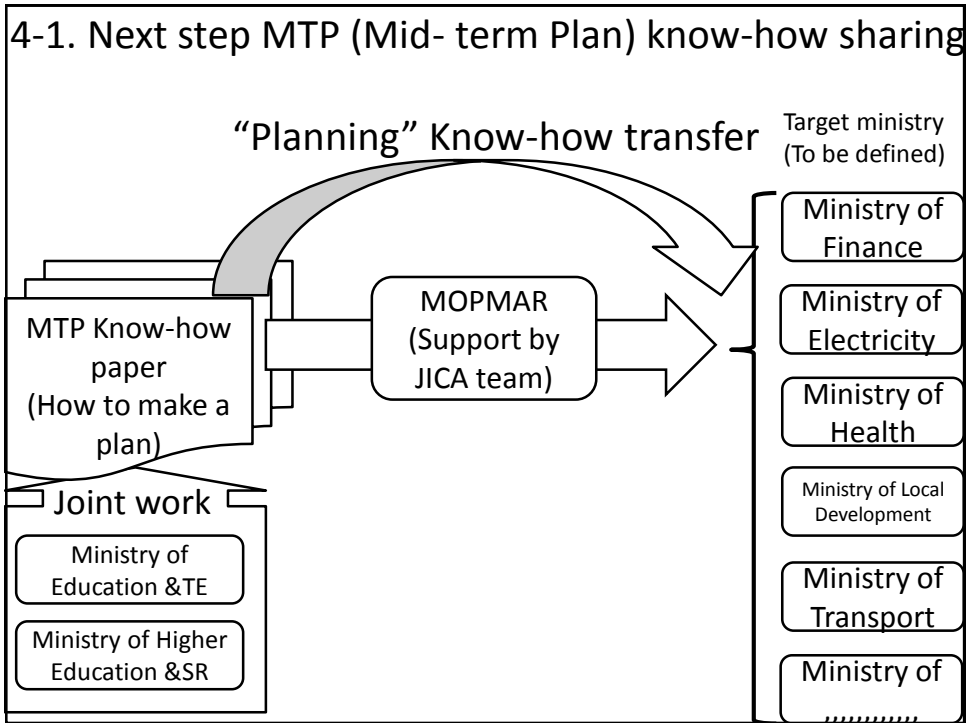 4-1. Next step MTP (Mid- term Plan) know-how sharing
“Planning” Know-how transfer
Target ministry
(To be defined)
MTP Know-how
paper
(How to make a
plan)
MOPMAR
(Support by
JICA team)
Joint work
Ministry of
Education &TE
Ministry of Higher
Education &SR
Ministry of
Finance
Ministry of
Electricity
Ministry of
Health
Ministry of Local
Development
Ministry of
Transport
Ministry of
,,,,,,,,,,,,